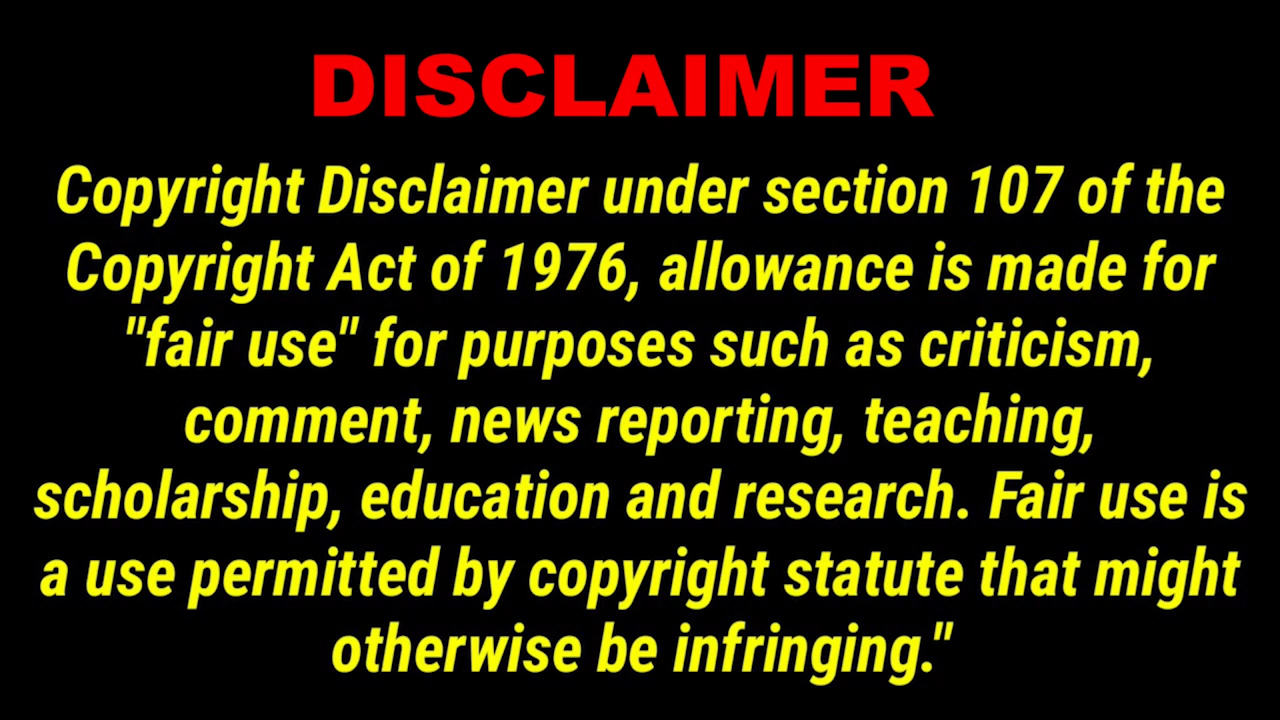 DISCLAIMER
Copyright Disclaimer under section 107 of the
Copyright Act of 1976, allowance is made for
"fair use" for purposes such as criticism,
comment, news reporting, teaching,
scholarship, education and research. Fair use is
a use permitted by copyright statute that might
otherwise be infringing."